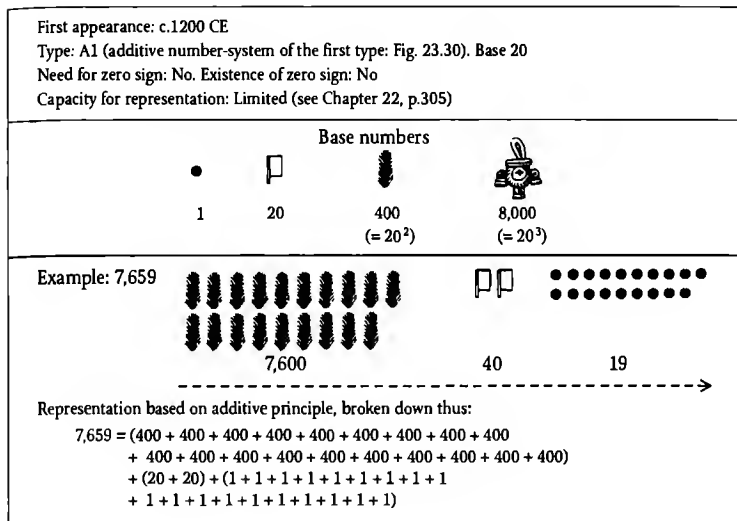 First appearance: c.1200 CE
Type: A1 (additive number-system of the first type: Fig. 23.30). Base 20
Need for zero sign: No. Existence of zero sign: No
Capacity for representation: Limited (see Chapter 22, p.305)
Base numbers
1 20 400 8,000
(= 20²) (= 20³)
Example: 7,659
7,600 40 19
Representation based on additive principle, broken down thus:
7,659 = (400 + 400 + 400 + 400 + 400 + 400 + 400 + 400 + 400
+ 400 + 400 + 400 + 400 + 400 + 400 + 400 + 400 + 400 + 400)
+ (20 + 20) + (1 + 1 + 1 + 1 + 1 + 1 + 1 + 1 + 1
+ 1 + 1 + 1 + 1 + 1 + 1 + 1 + 1 + 1 + 1)